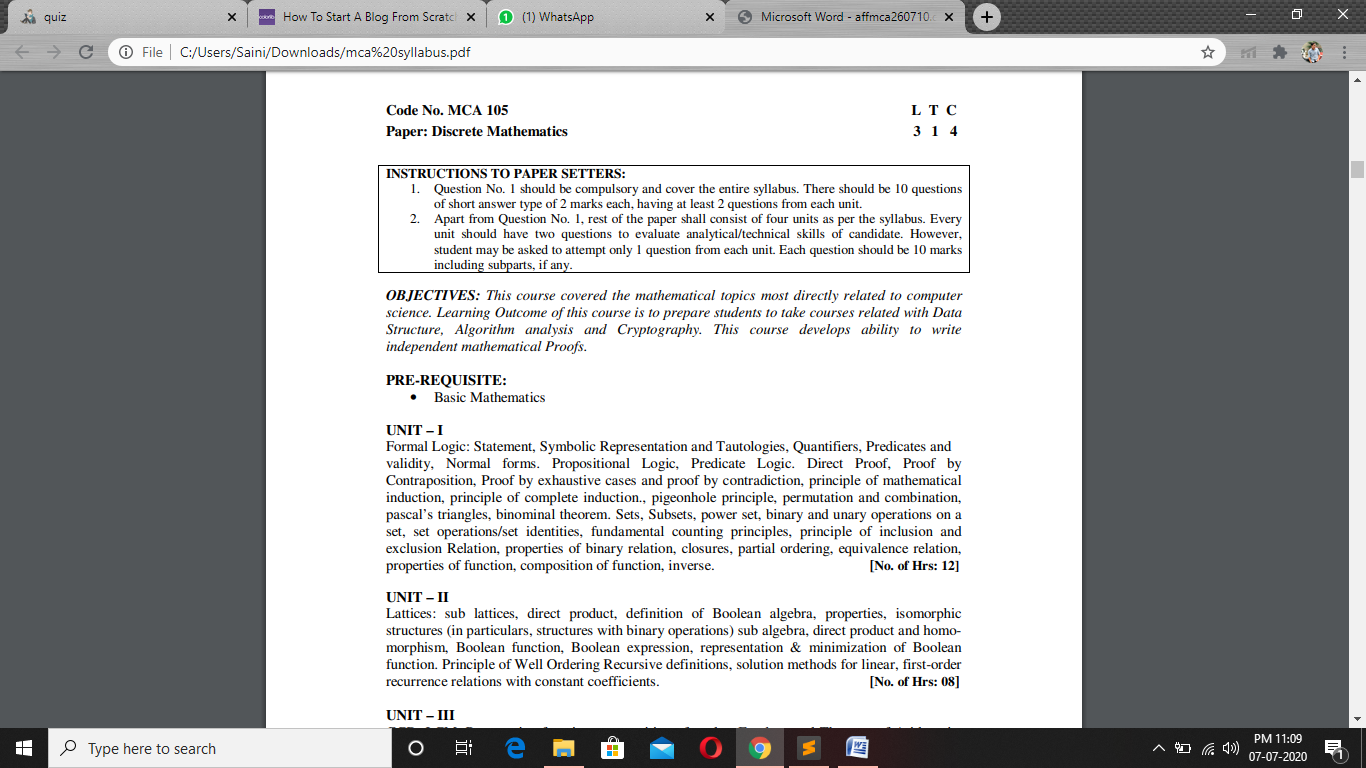 quiz
How To Start A Blog From Scratc
(1) WhatsApp
Microsoft Word - affmca260710.
File C:/Users/Saini/Downloads/mca%20syllabus.pdf
Code No. MCA 105 L T C
Paper: Discrete Mathematics 3 1 4
INSTRUCTIONS TO PAPER SETTERS:
1. Question No. 1 should be compulsory and cover the entire syllabus. There should be 10 questions
of short answer type of 2 marks each, having at least 2 questions from each unit.
2. Apart from Question No. 1, rest of the paper shall consist of four units as per the syllabus. Every
unit should have two questions to evaluate analytical/technical skills of candidate. However,
student may be asked to attempt only 1 question from each unit. Each question should be 10 marks
including subparts, if any.
OBJECTIVES: This course covered the mathematical topics most directly related to computer
science. Learning Outcome of this course is to prepare students to take courses related with Data
Structure, Algorithm analysis and Cryptography. This course develops ability to write
independent mathematical Proofs.
PRE-REQUISITE:
• Basic Mathematics
UNIT – I
Formal Logic: Statement, Symbolic Representation and Tautologies, Quantifiers, Predicates and
validity, Normal forms. Propositional Logic, Predicate Logic. Direct Proof, Proof by
Contraposition, Proof by exhaustive cases and proof by contradiction, principle of mathematical
induction, principle of complete induction., pigeonhole principle, permutation and combination,
pascal's triangles, binominal theorem. Sets, Subsets, power set, binary and unary operations on a
set, set operations/set identities, fundamental counting principles, principle of inclusion and
exclusion Relation, properties of binary relation, closures, partial ordering, equivalence relation,
properties of function, composition of function, inverse. [No. of Hrs: 12]
UNIT – II
Lattices: sub lattices, direct product, definition of Boolean algebra, properties, isomorphic
structures (in particulars, structures with binary operations) sub algebra, direct product and homo-
morphism, Boolean function, Boolean expression, representation & minimization of Boolean
function. Principle of Well Ordering Recursive definitions, solution methods for linear, first-order
recurrence relations with constant coefficients. [No. of Hrs: 08]
UNIT – III
Type here to search
PM 11:09
07-07-2020
1